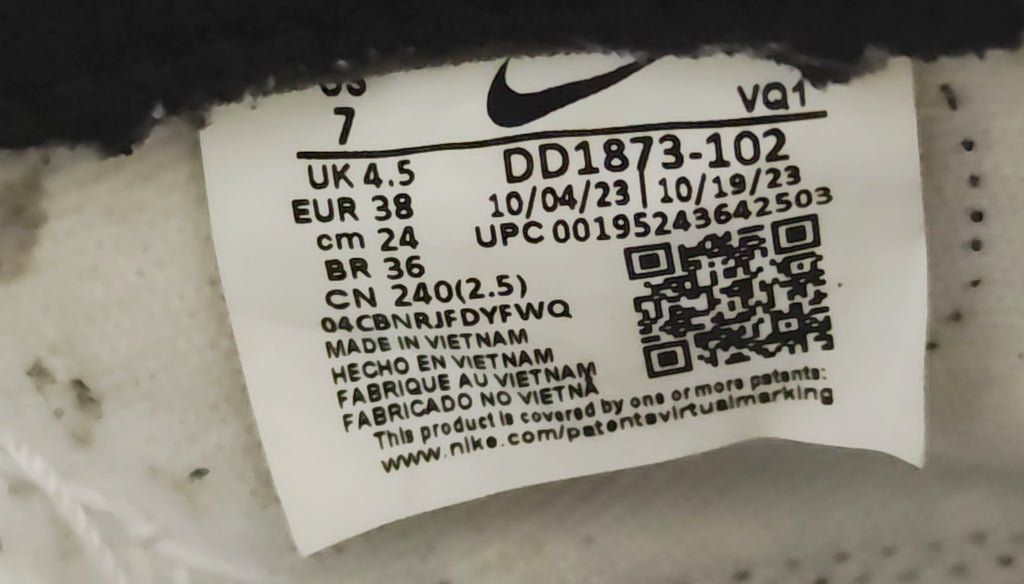 US
7
VQ1
UK 4.5
EUR 38
cm 24
BR 36
CN 240(2.5)
DD1873-102
10/04/23 | 10/19/23
UPC 00195243642503
04CBNRJFDYFWQ
MADE IN VIETNAM
HECHO EN VIETNAM
FABRIQUE AU VIETNAM
FABRICADO NO VIETNÃ
This product is covered by one or more patents:
www.nike.com/patentsvirtualmarking